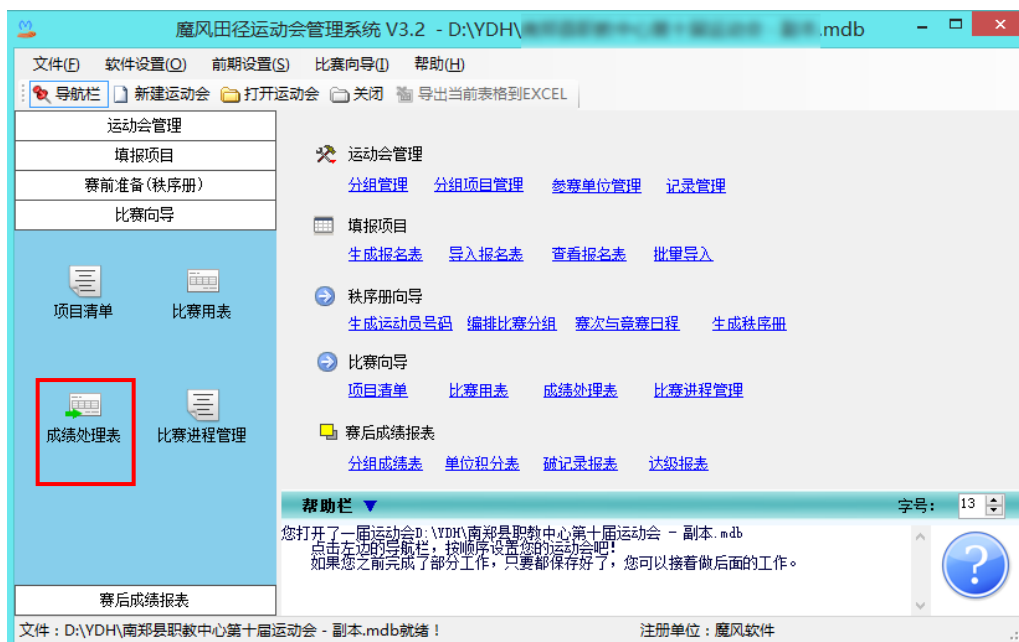 魔风田径运动会管理系统 V3.2 - D:\YDH\ .mdb
文件(F) 软件设置(O) 前期设置(S) 比赛向导(I) 帮助(H)
导航栏 新建运动会 打开运动会 关闭 导出当前表格到EXCEL
运动会管理
填报项目
赛前准备(秩序册)
比赛向导
项目清单 比赛用表
成绩处理表 比赛进程管理
赛后成绩报表
运动会管理
分组管理 分组项目管理 参赛单位管理 记录管理
填报项目
生成报名表 导入报名表 查看报名表 批量导入
秩序册向导
生成运动员号码 编排比赛分组 赛次与竞赛日程 生成秩序册
比赛向导
项目清单 比赛用表 成绩处理表 比赛进程管理
赛后成绩报表
分组成绩表 单位积分表 破记录报表 达级报表
帮助栏 ▼ 字号: 13
您打开了一届运动会D:\YDH\南郑县职教中心第十届运动会 - 副本.mdb
点击左边的导航栏，按顺序设置您的运动会吧！
如果您之前完成了部分工作，只要都保存好了，您可以接着做后面的工作。
文件：D:\YDH\南郑县职教中心第十届运动会 - 副本.mdb就绪！ 注册单位：魔风软件